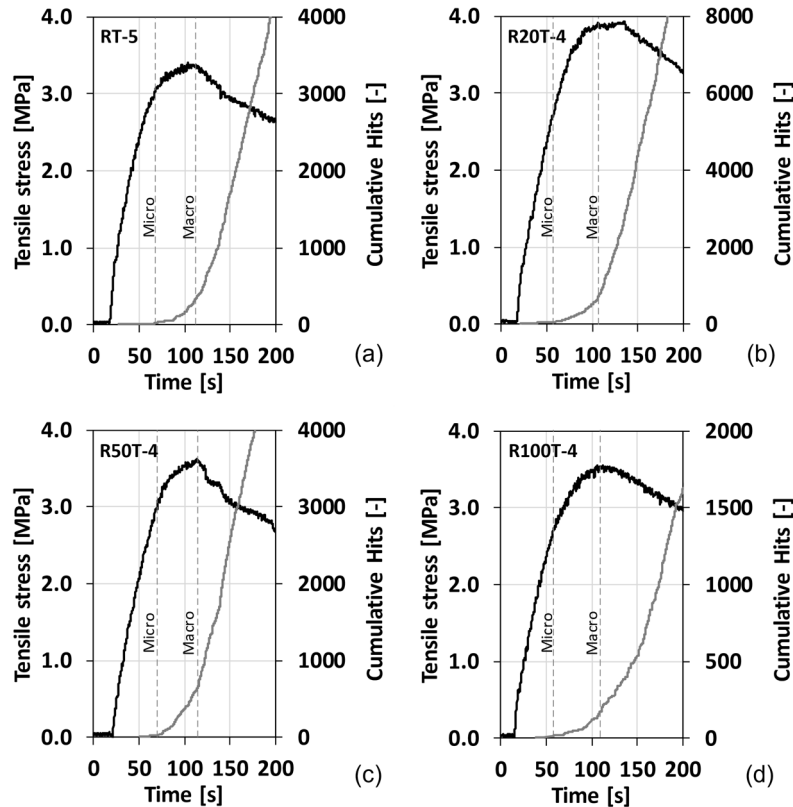 RT-5
Tensile stress [MPa]
4.0
3.0
2.0
1.0
0.0
Micro
Macro
4000
3000
2000
1000
0
Cumulative Hits [-]
0 50 100 150 200
Time [s]
(a)
R20T-4
Tensile stress [MPa]
4.0
3.0
2.0
1.0
0.0
Micro
Macro
8000
6000
4000
2000
0
Cumulative Hits [-]
0 50 100 150 200
Time [s]
(b)
R50T-4
Tensile stress [MPa]
4.0
3.0
2.0
1.0
0.0
Micro
Macro
4000
3000
2000
1000
0
Cumulative Hits [-]
0 50 100 150 200
Time [s]
(c)
R100T-4
Tensile stress [MPa]
4.0
3.0
2.0
1.0
0.0
Micro
Macro
2000
1500
1000
500
0
Cumulative Hits [-]
0 50 100 150 200
Time [s]
(d)